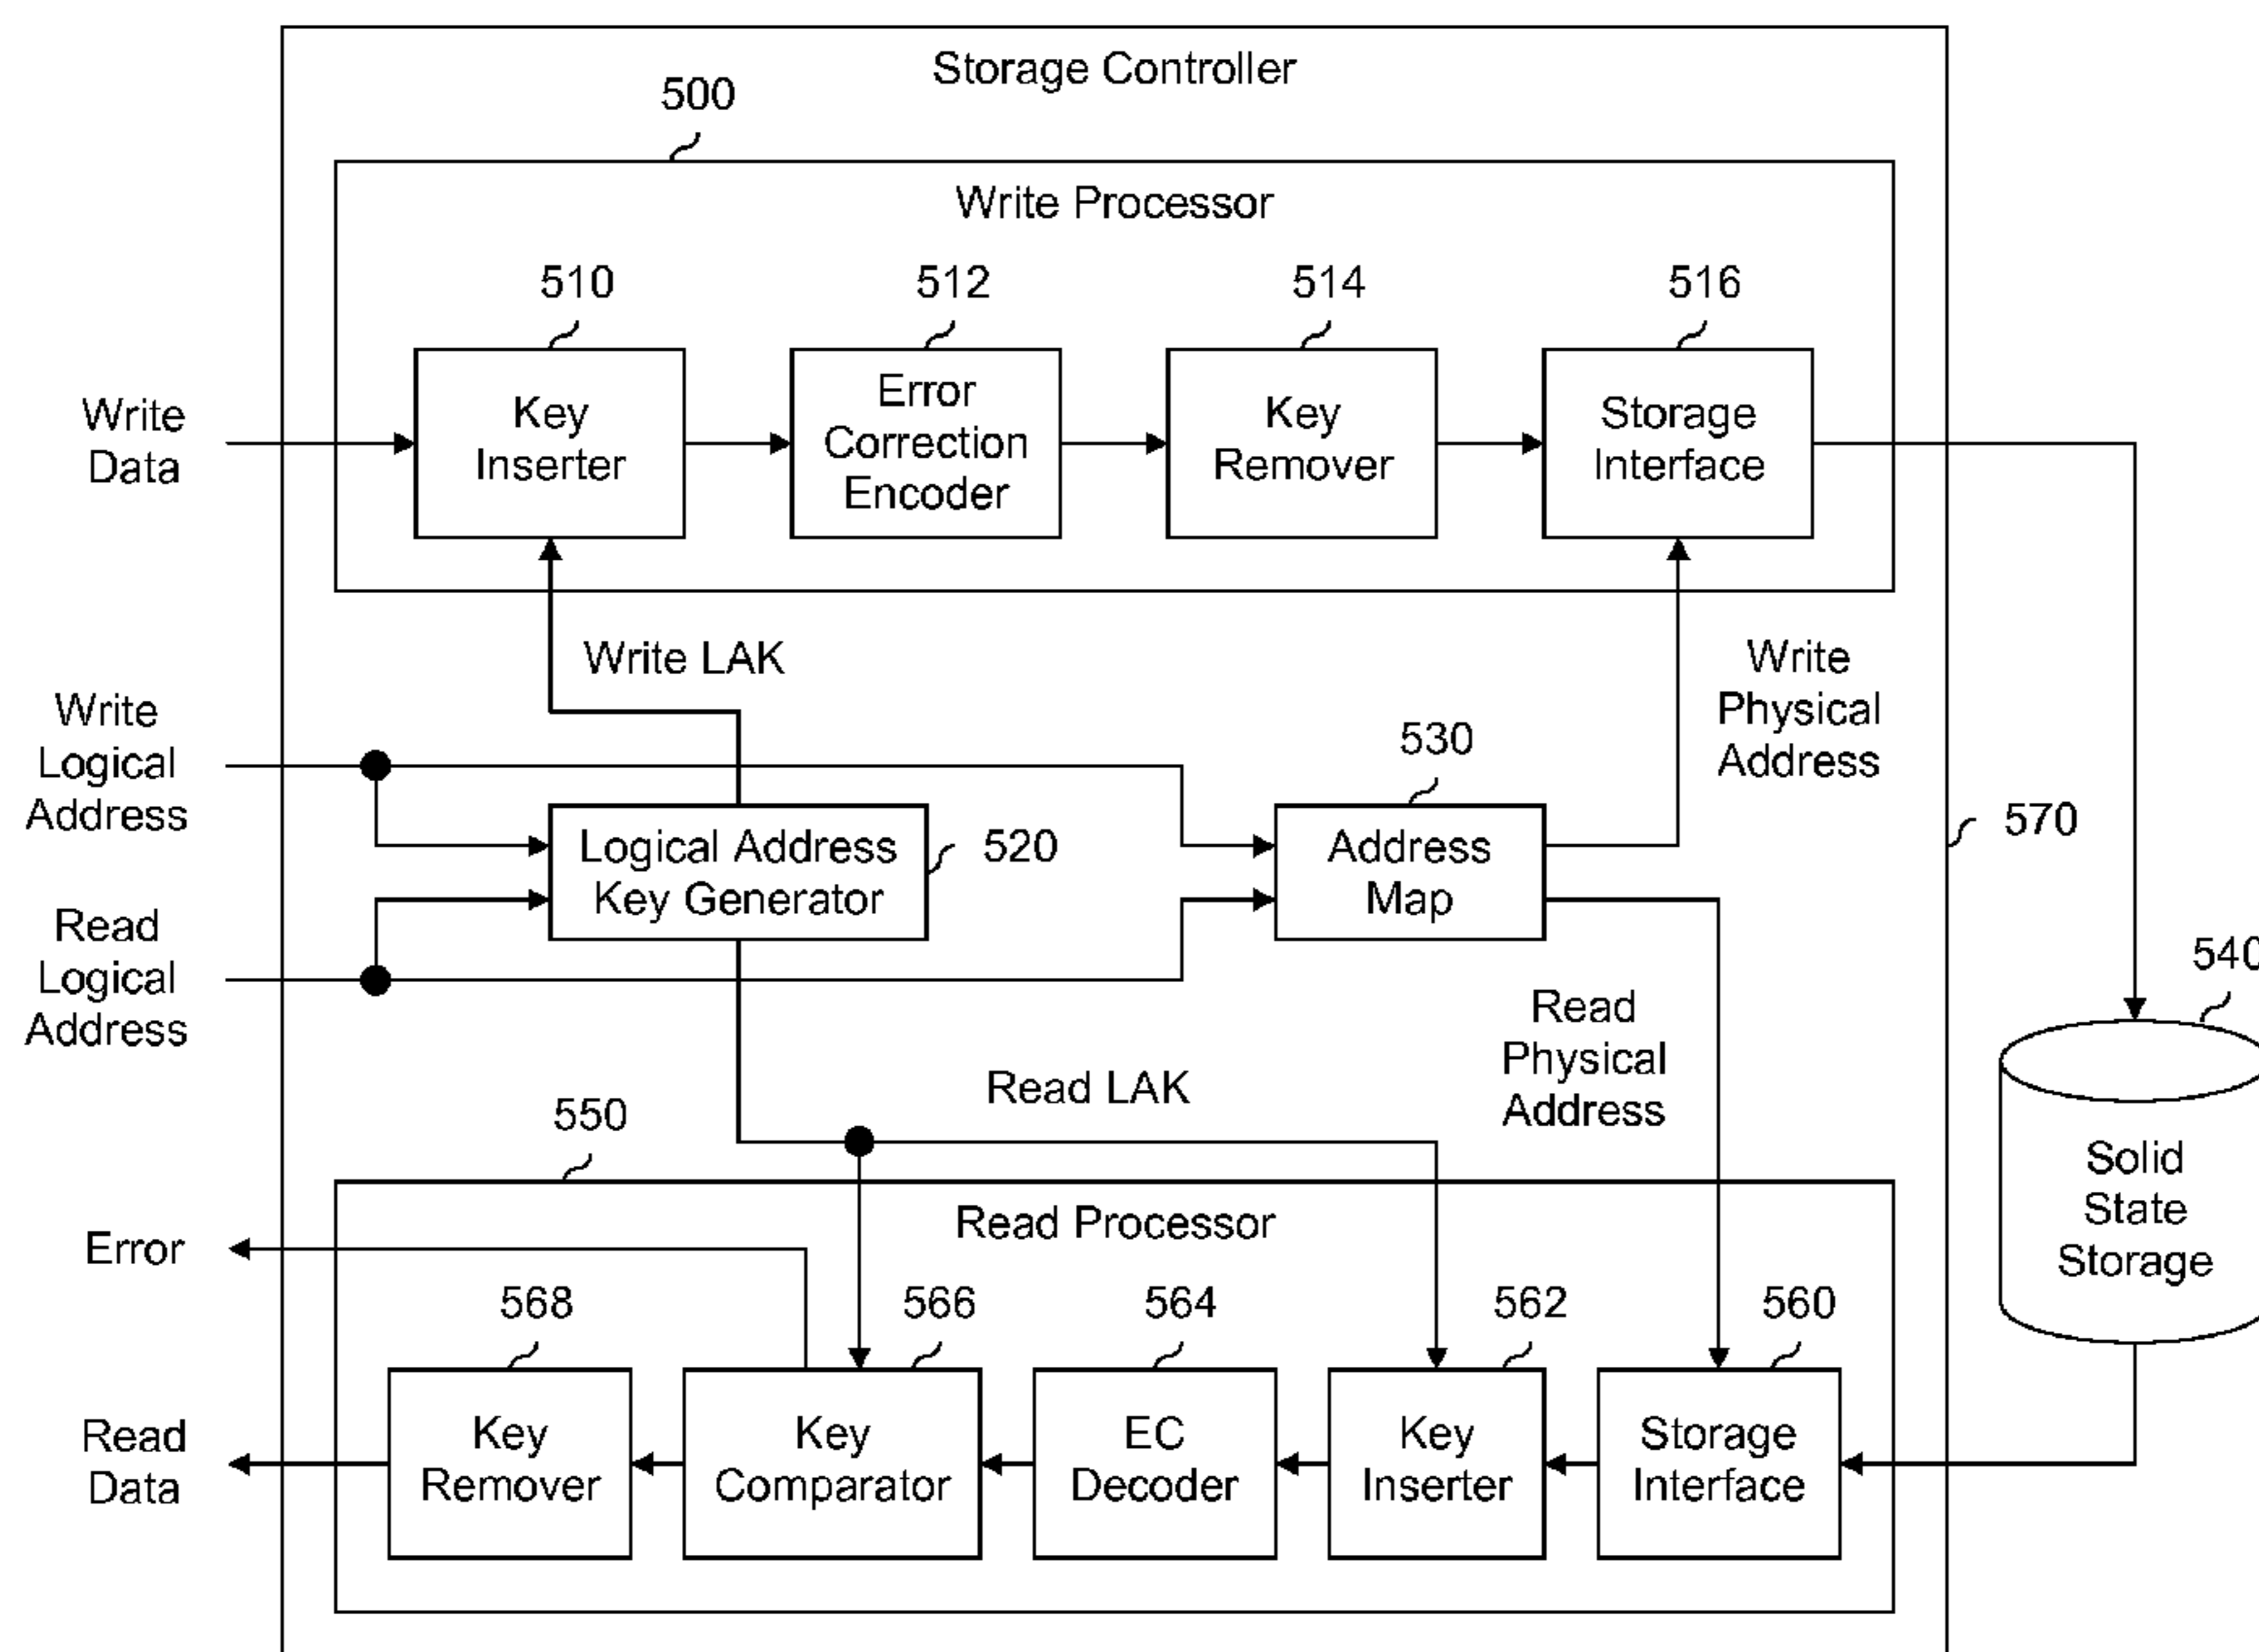 Storage Controller
500
Write Processor
510
512
514
516
Write
Data
Key
Inserter
Error
Correction
Encoder
Key
Remover
Storage
Interface
Write LAK
Write
Physical
Address
Write
Logical
Address
530
570
Logical Address
Key Generator
520
Address
Map
Read
Logical
Address
540
Read
Physical
Address
Read LAK
550
Solid
State
Storage
Read Processor
Error
568
566
564
562
560
Read
Data
Key
Remover
Key
Comparator
EC
Decoder
Key
Inserter
Storage
Interface